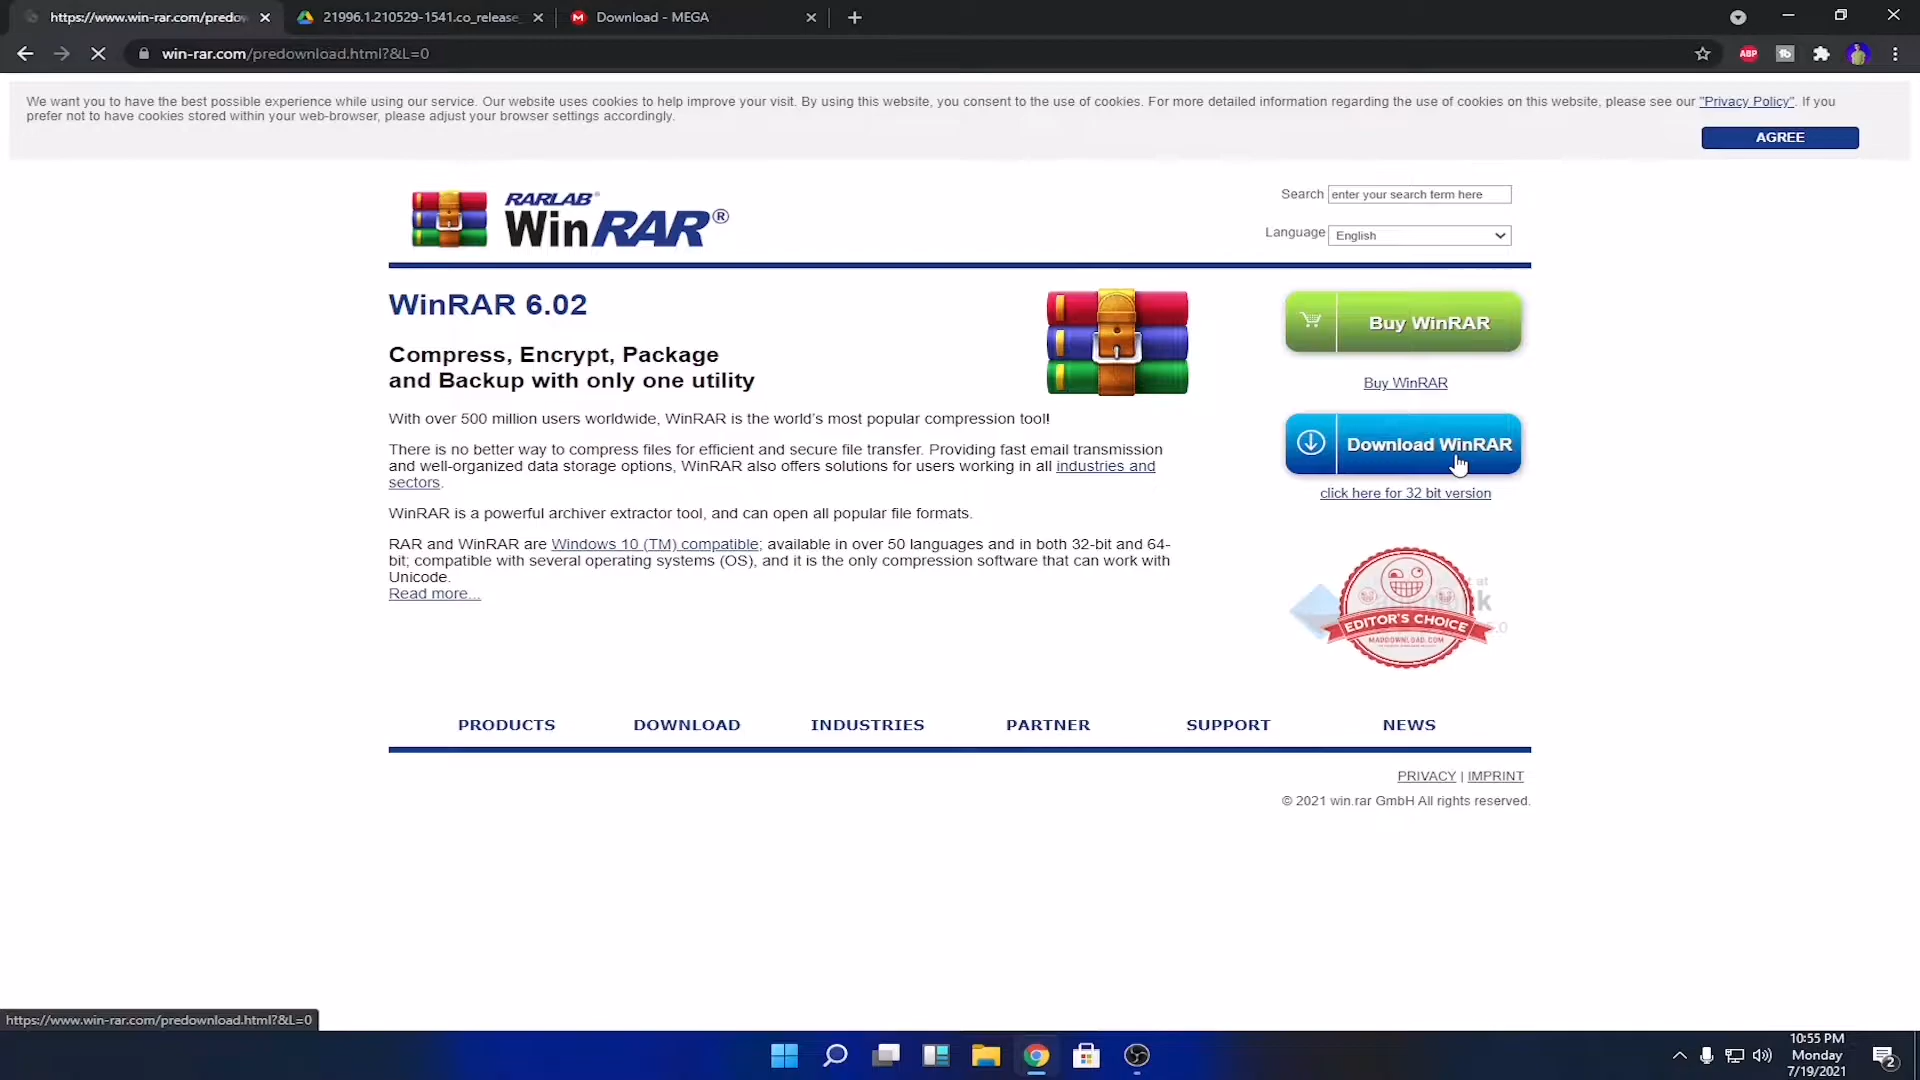 https://www.win-rar.com/predow
21996.1.210529-1541.co_release_
Download - MEGA
win-rar.com/predownload.html?&L=0
ABP
We want you to have the best possible experience while using our service. Our website uses cookies to help improve your visit. By using this website, you consent to the use of cookies. For more detailed information regarding the use of cookies on this website, please see our "Privacy Policy". If you
prefer not to have cookies stored within your web-browser, please adjust your browser settings accordingly.
AGREE
RARLAB®
WinRAR®
Search enter your search term here
Language English
WinRAR 6.02
Compress, Encrypt, Package
and Backup with only one utility
With over 500 million users worldwide, WinRAR is the world's most popular compression tool!
There is no better way to compress files for efficient and secure file transfer. Providing fast email transmission
and well-organized data storage options, WinRAR also offers solutions for users working in all industries and
sectors.
WinRAR is a powerful archiver extractor tool, and can open all popular file formats.
RAR and WinRAR are Windows 10 (TM) compatible; available in over 50 languages and in both 32-bit and 64-
bit; compatible with several operating systems (OS), and it is the only compression software that can work with
Unicode.
Read more...
Buy WinRAR
Buy WinRAR
Download WinRAR
click here for 32 bit version
EDITOR'S CHOICE
MADDOWNLOAD.COM
PRODUCTS DOWNLOAD INDUSTRIES PARTNER SUPPORT NEWS
PRIVACY | IMPRINT
© 2021 win.rar GmbH All rights reserved.
https://www.win-rar.com/predownload.html?&L=0
10:55 PM
Monday
7/19/2021
2